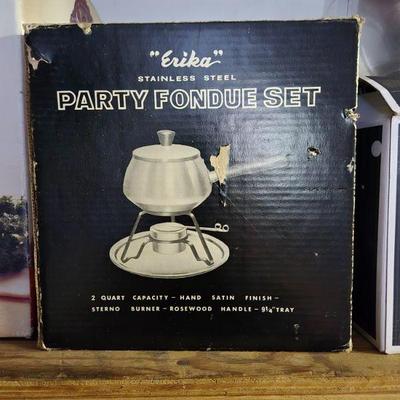 "Erika"
STAINLESS STEEL
PARTY FONDUE SET
2 QUART CAPACITY – HAND SATIN FINISH –
STERNO BURNER – ROSEWOOD HANDLE – 9¼" TRAY